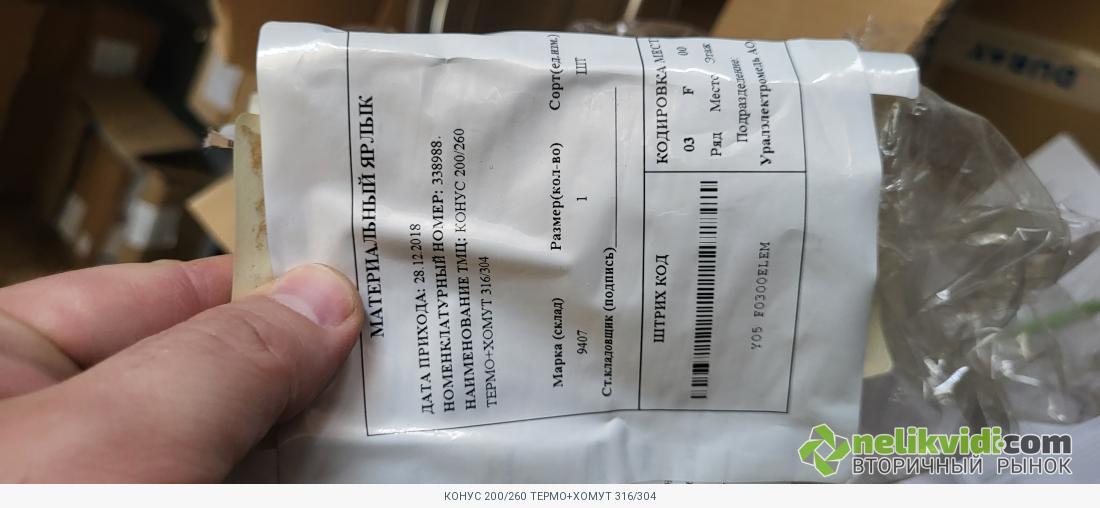 МАТЕРИАЛЬНЫЙ ЯРЛЫК
ДАТА ПРИХОДА: 28.12.2018
НОМЕНКЛАТУРНЫЙ НОМЕР: 338988.
НАИМЕНОВАНИЕ ТМЦ: КОНУС 200/260
ТЕРМО+ХОМУТ 316/304
Марка (склад) Размер(кол-во) Сорт(ед.изм.)
9407 1 ШТ
Ст.кладовщик (подпись)
ШТРИХ КОД
Y05 F0300ELEM
КОДИРОВКА МЕСТ
03 F 00
Ряд Место Этаж
Подразделение:
Уралэлектромедь АО
DURAY
nelikvidi.com
ВТОРИЧНЫЙ РЫНОК
КОНУС 200/260 ТЕРМО+ХОМУТ 316/304